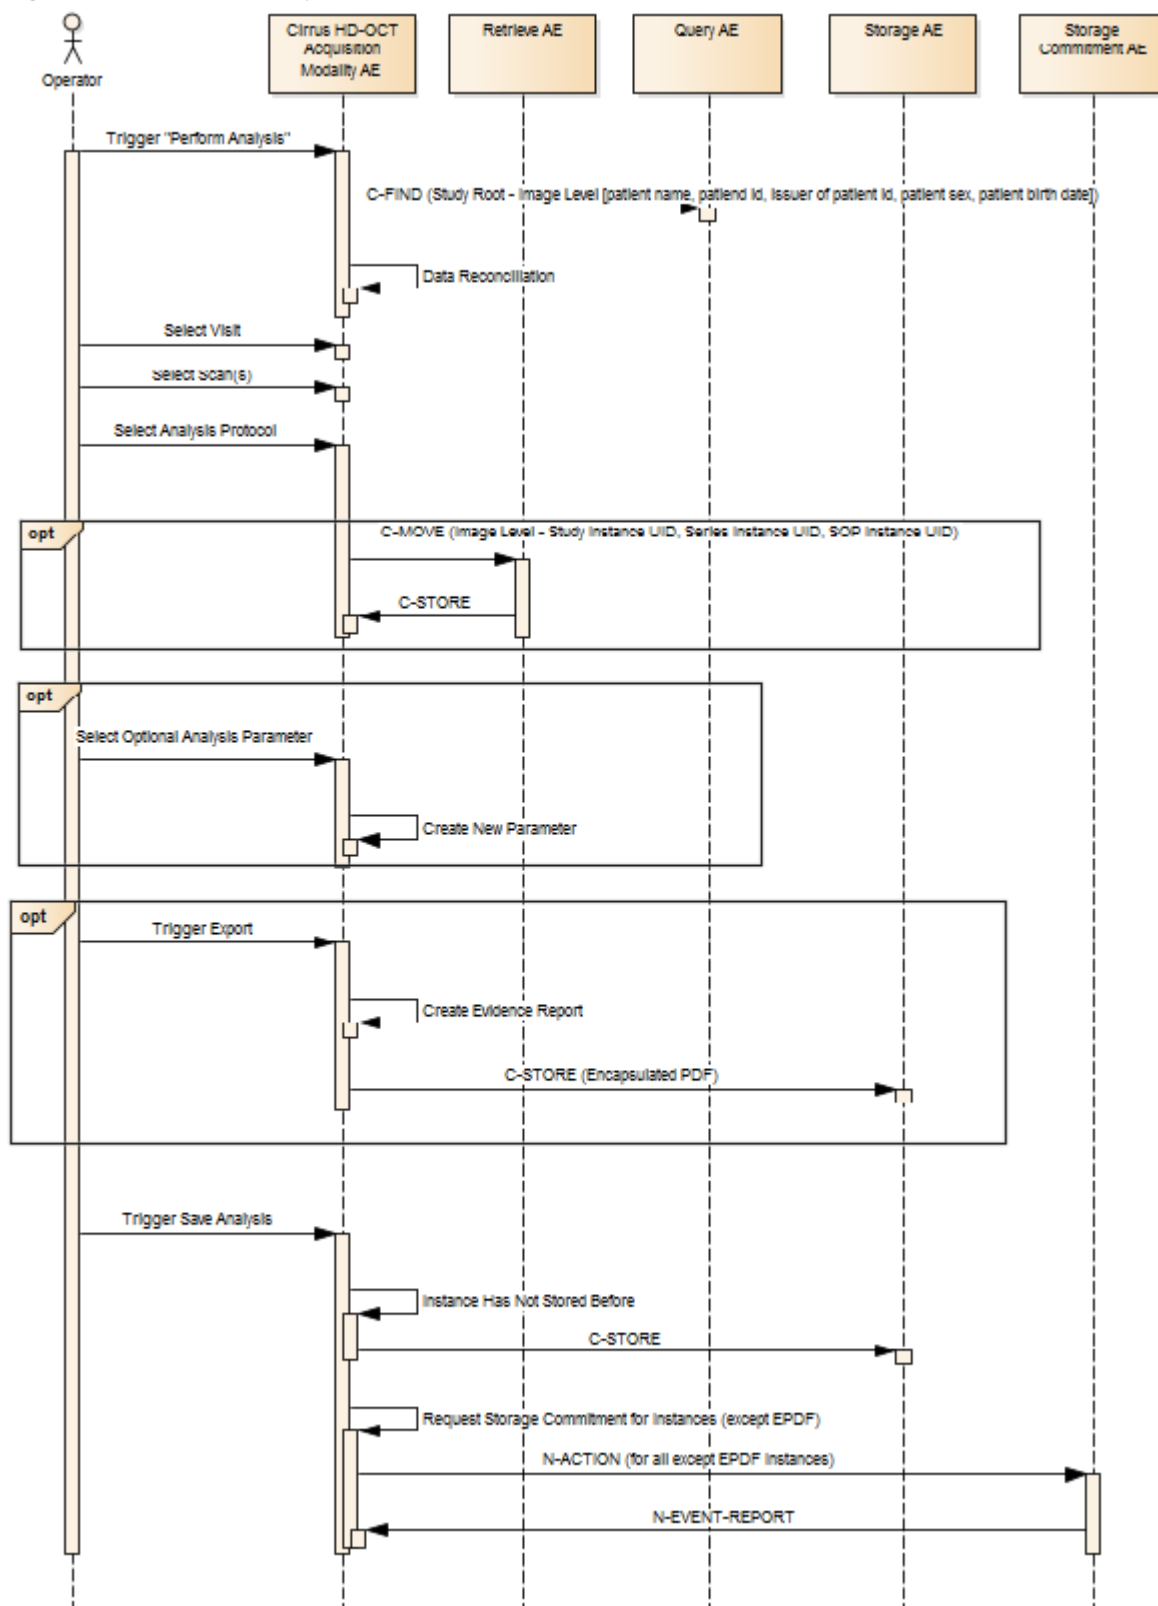 Operator
Cirrus HD-OCT
Acquisition
Modality AE
Retrieve AE
Query AE
Storage AE
Storage
Commitment AE
Trigger "Perform Analysis"
C-FIND (Study Root - Image Level [patient name, patiend id, issuer of patient id, patient sex, patient birth date])
Data Reconciliation
Select Visit
Select Scan(s)
Select Analysis Protocol
opt
C-MOVE (Image Level - Study Instance UID, Series Instance UID, SOP Instance UID)
C-STORE
opt
Select Optional Analysis Parameter
Create New Parameter
opt
Trigger Export
Create Evidence Report
C-STORE (Encapsulated PDF)
Trigger Save Analysis
Instance Has Not Stored Before
C-STORE
Request Storage Commitment for Instances (except EPDF)
N-ACTION (for all except EPDF Instances)
N-EVENT-REPORT